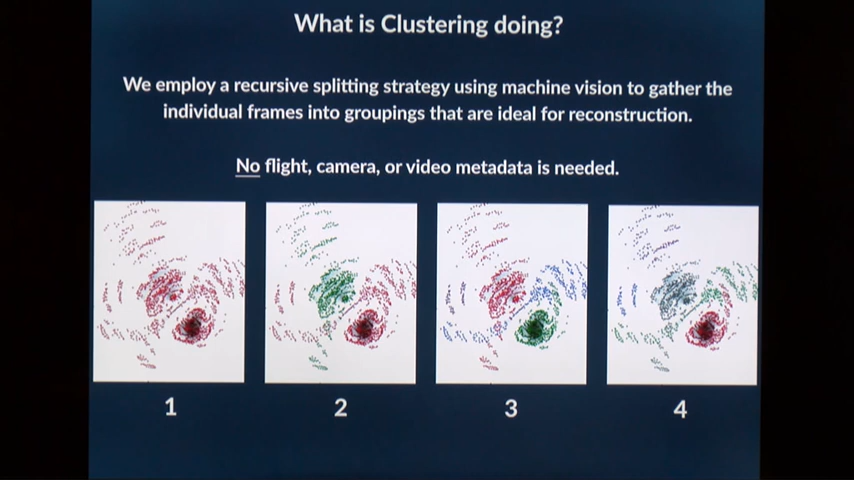 What is Clustering doing?
We employ a recursive splitting strategy using machine vision to gather the
individual frames into groupings that are ideal for reconstruction.
No flight, camera, or video metadata is needed.
1 2 3 4